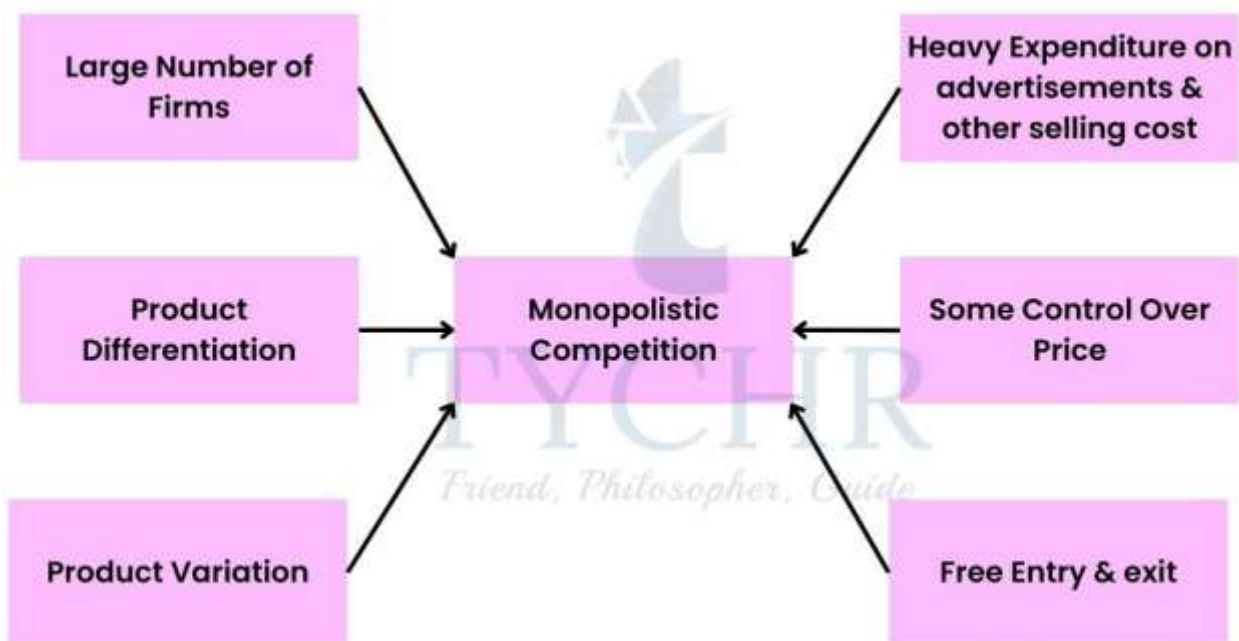 Large Number of
Firms
Heavy Expenditure on
advertisements &
other selling cost
Product
Differentiation
Monopolistic
Competition
Some Control Over
Price
TYCHR
Friend, Philosopher, Guide
Product Variation
Free Entry & exit